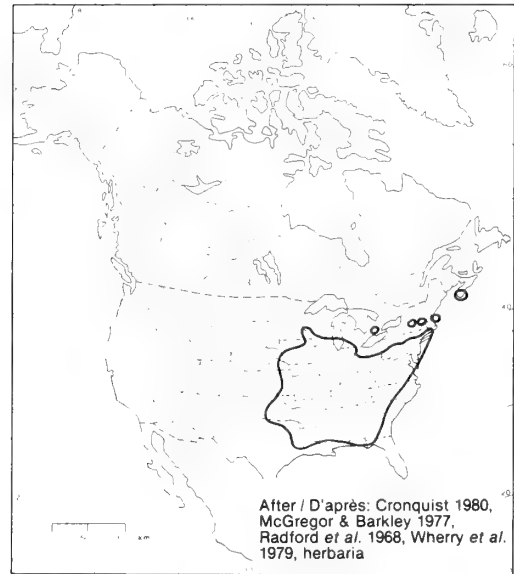 After / D'après: Cronquist 1980,
McGregor & Barkley 1977,
Radford et al. 1968, Wherry et al.
1979, herbaria